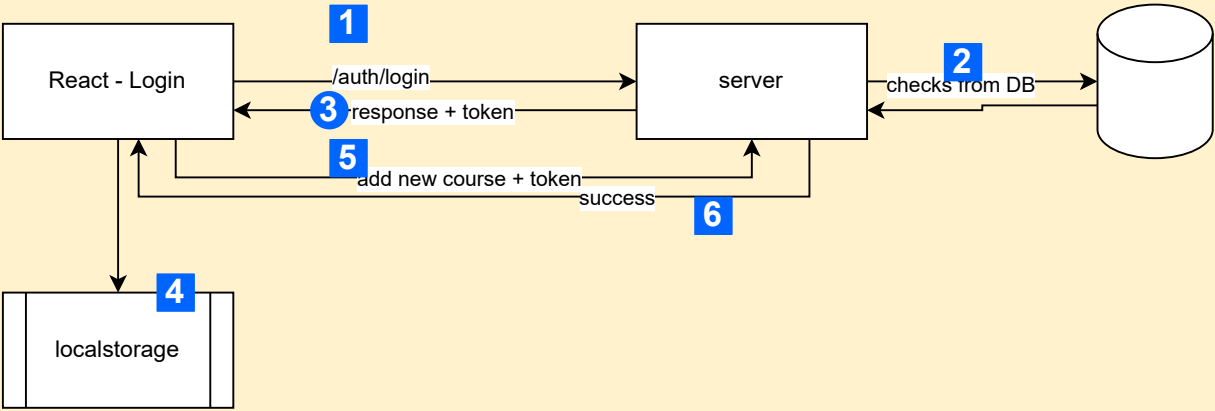 1
React - Login
/auth/login
server
2
checks from DB
3
response + token
5
add new course + token
success
6
4
localstorage